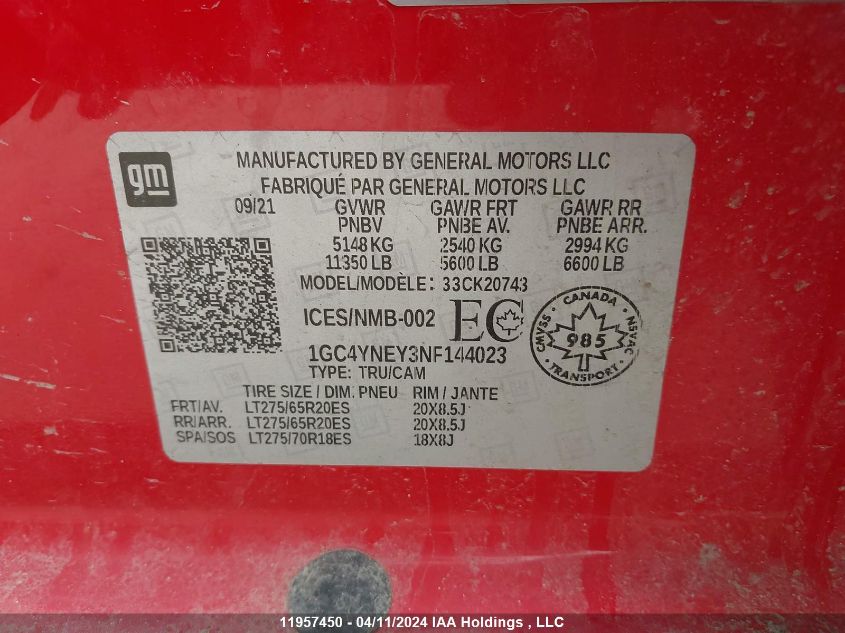 gm
MANUFACTURED BY GENERAL MOTORS LLC
FABRIQUÉ PAR GENERAL MOTORS LLC
09/21 GVWR GAWR FRT GAWR RR
PNBV PNBE AV. PNBE ARR.
5148 KG 2540 KG 2994 KG
11350 LB 5600 LB 6600 LB
MODEL/MODÈLE: 33CK20743
ICES/NMB-002 EC
CANADA
CMVSS 985 NSVAC
TRANSPORT
1GC4YNEY3NF144023
TYPE: TRU/CAM
TIRE SIZE / DIM. PNEU RIM / JANTE
FRT/AV. LT275/65R20ES 20X8.5J
RR/ARR. LT275/65R20ES 20X8.5J
SPA/SOS LT275/70R18ES 18X8J
11957450 - 04/11/2024 IAA Holdings , LLC